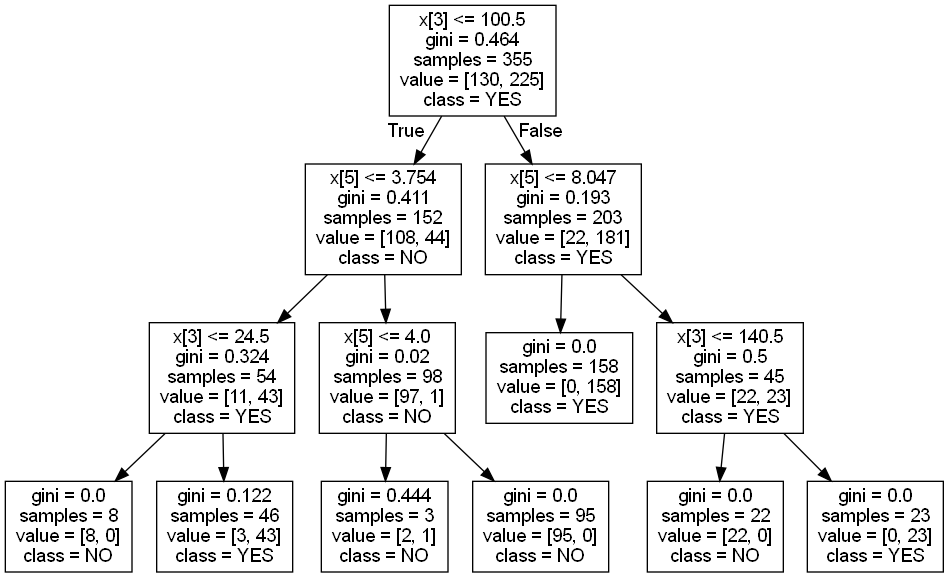 x[3] <= 100.5
gini = 0.464
samples = 355
value = [130, 225]
class = YES
True
False
x[5] <= 3.754
gini = 0.411
samples = 152
value = [108, 44]
class = NO
x[5] <= 8.047
gini = 0.193
samples = 203
value = [22, 181]
class = YES
x[3] <= 24.5
gini = 0.324
samples = 54
value = [11, 43]
class = YES
x[5] <= 4.0
gini = 0.02
samples = 98
value = [97, 1]
class = NO
gini = 0.0
samples = 158
value = [0, 158]
class = YES
x[3] <= 140.5
gini = 0.5
samples = 45
value = [22, 23]
class = YES
gini = 0.0
samples = 8
value = [8, 0]
class = NO
gini = 0.122
samples = 46
value = [3, 43]
class = YES
gini = 0.444
samples = 3
value = [2, 1]
class = NO
gini = 0.0
samples = 95
value = [95, 0]
class = NO
gini = 0.0
samples = 22
value = [22, 0]
class = NO
gini = 0.0
samples = 23
value = [0, 23]
class = YES